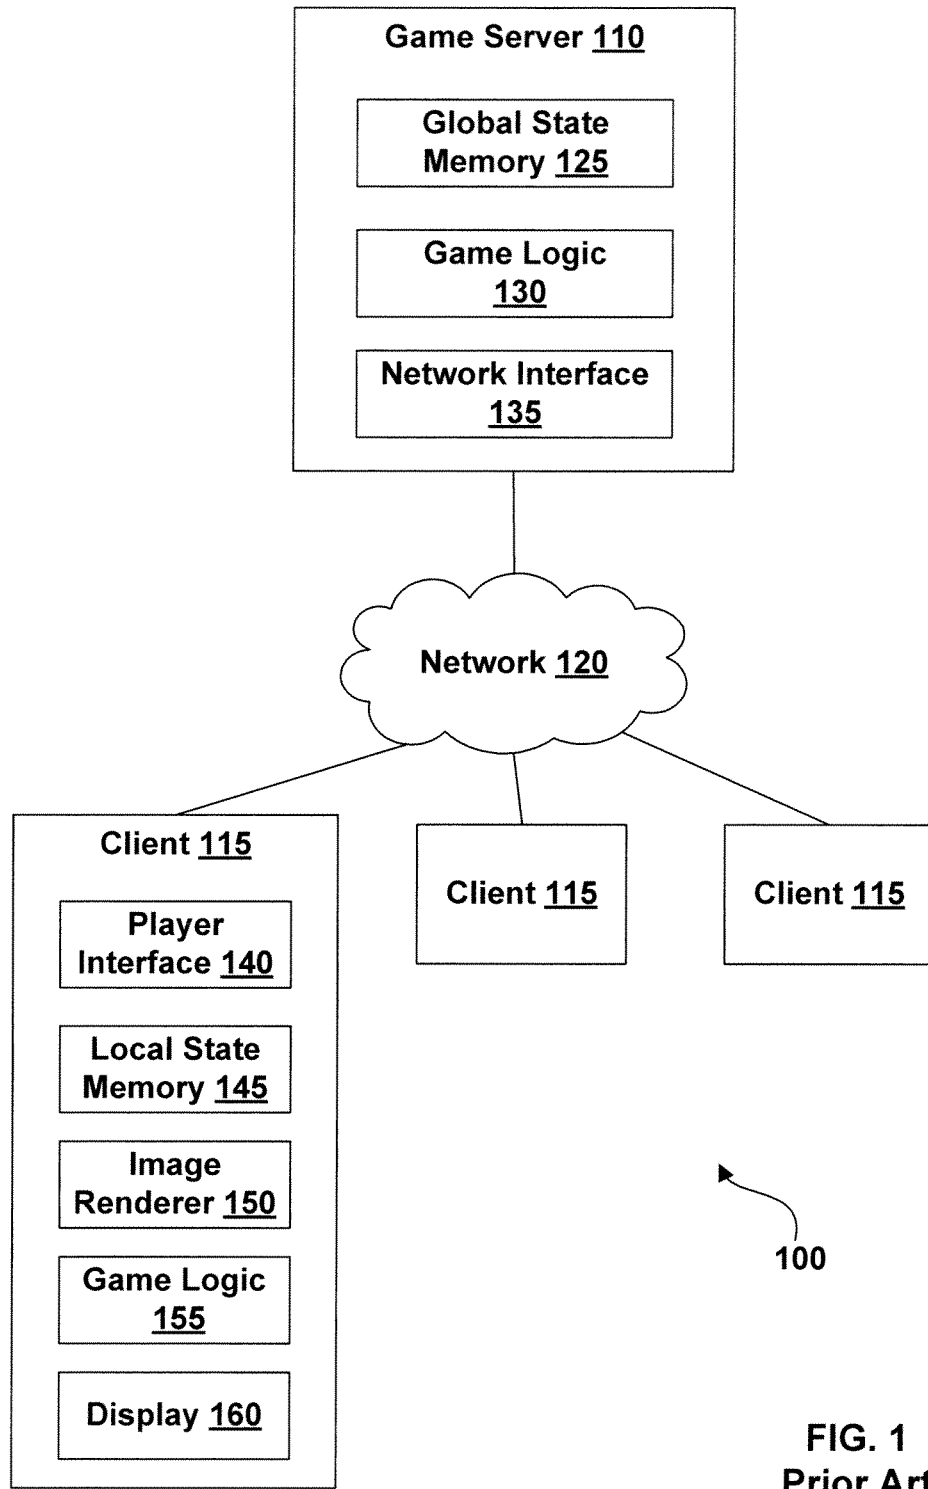 Game Server 110
Global State
Memory 125
Game Logic
130
Network Interface
135
Network 120
Client 115
Player
Interface 140
Local State
Memory 145
Image
Renderer 150
Game Logic
155
Display 160
Client 115
Client 115
100
FIG. 1
Prior Art